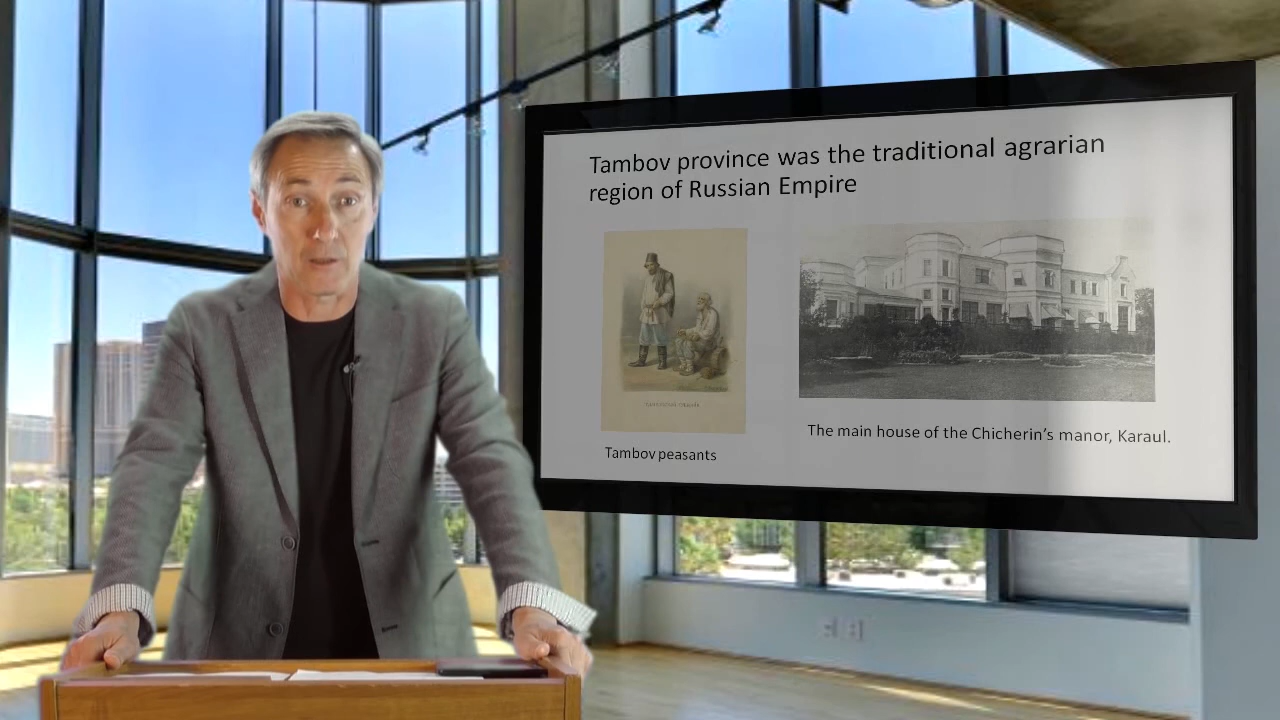 Tambov province was the traditional agrarian
region of Russian Empire
Tambov peasants
The main house of the Chicherin's manor, Karaul.